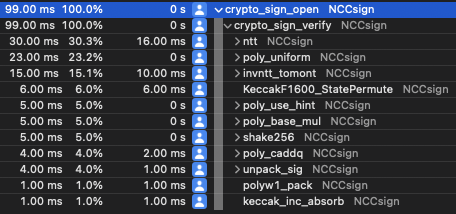 99.00 ms 100.0% 0 s crypto_sign_open NCCsign
99.00 ms 100.0% 0 s crypto_sign_verify NCCsign
30.00 ms 30.3% 16.00 ms ntt NCCsign
23.00 ms 23.2% 0 s poly_uniform NCCsign
15.00 ms 15.1% 10.00 ms invntt_tomont NCCsign
6.00 ms 6.0% 6.00 ms KeccakF1600_StatePermute NCCsign
5.00 ms 5.0% 0 s poly_use_hint NCCsign
5.00 ms 5.0% 0 s poly_base_mul NCCsign
5.00 ms 5.0% 0 s shake256 NCCsign
4.00 ms 4.0% 2.00 ms poly_caddq NCCsign
4.00 ms 4.0% 1.00 ms unpack_sig NCCsign
1.00 ms 1.0% 1.00 ms polyw1_pack NCCsign
1.00 ms 1.0% 1.00 ms keccak_inc_absorb NCCsign